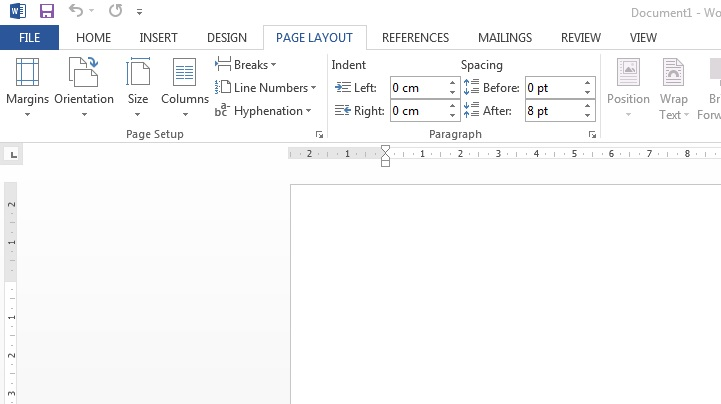 Document1 - Wo
FILE HOME INSERT DESIGN PAGE LAYOUT REFERENCES MAILINGS REVIEW VIEW
Margins Orientation Size Columns
Breaks
Line Numbers
Hyphenation
Page Setup
Indent
Left: 0 cm
Right: 0 cm
Spacing
Before: 0 pt
After: 8 pt
Paragraph
Position
Wrap
Text
Br
Forw
2 1 1 2 3 4 5 6 7 8
2
1
1
2
3